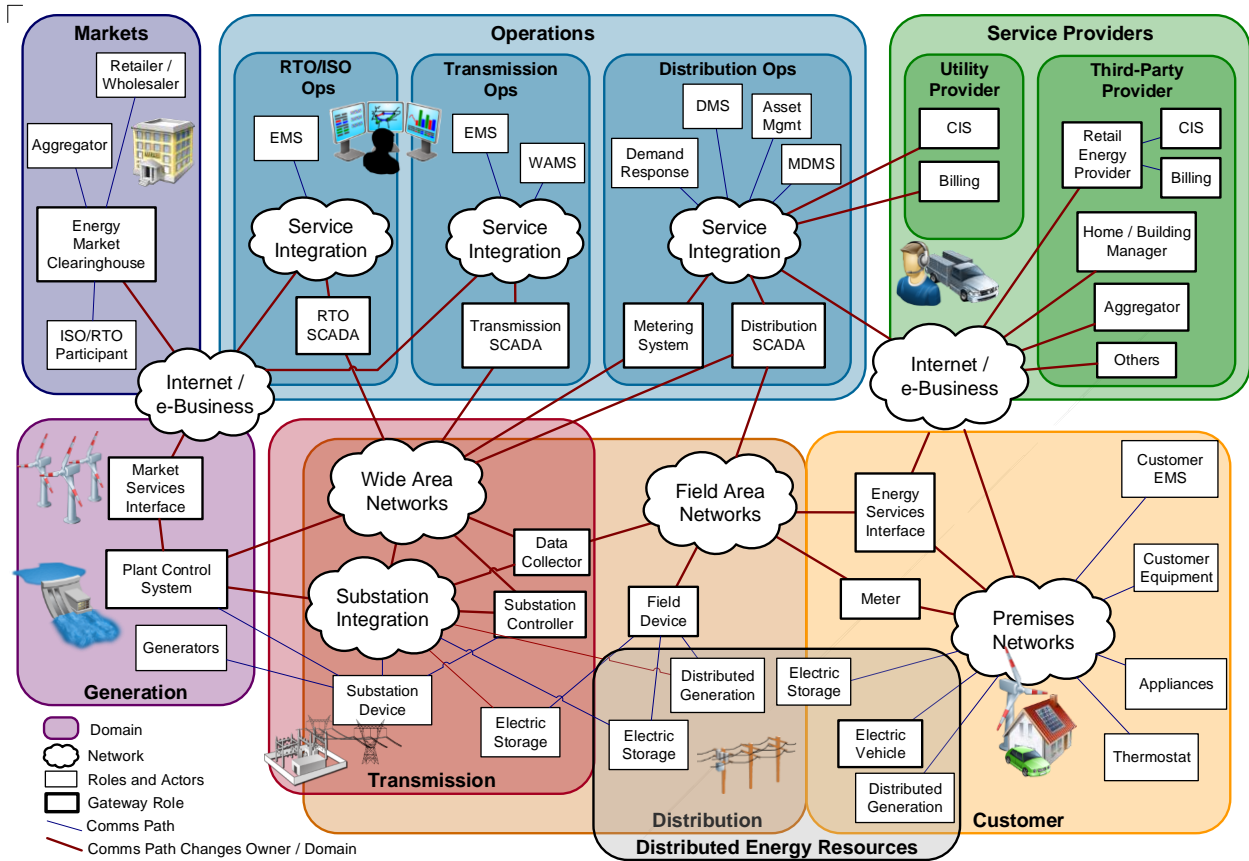 Markets
Retailer /
Wholesaler
Aggregator
Energy
Market
Clearinghouse
ISO/RTO
Participant
Internet /
e-Business
Operations
RTO/ISO
Ops
EMS
Service
Integration
RTO
SCADA
Transmission
Ops
EMS
WAMS
Service
Integration
Transmission
SCADA
Distribution Ops
DMS
Asset
Mgmt
Demand
Response
MDMS
Service
Integration
Metering
System
Distribution
SCADA
Service Providers
Utility
Provider
CIS
Billing
Third-Party
Provider
Retail
Energy
Provider
CIS
Billing
Home / Building
Manager
Aggregator
Others
Internet /
e-Business
Market
Services
Interface
Plant Control
System
Generators
Generation
Wide Area
Networks
Substation
Integration
Data
Collector
Substation
Controller
Substation
Device
Electric
Storage
Transmission
Field Area
Networks
Field
Device
Distributed
Generation
Electric
Storage
Distribution
Energy
Services
Interface
Meter
Premises
Networks
Customer
EMS
Customer
Equipment
Appliances
Thermostat
Electric
Storage
Electric
Vehicle
Distributed
Generation
Customer
Distributed Energy Resources
Domain
Network
Roles and Actors
Gateway Role
Comms Path
Comms Path Changes Owner / Domain